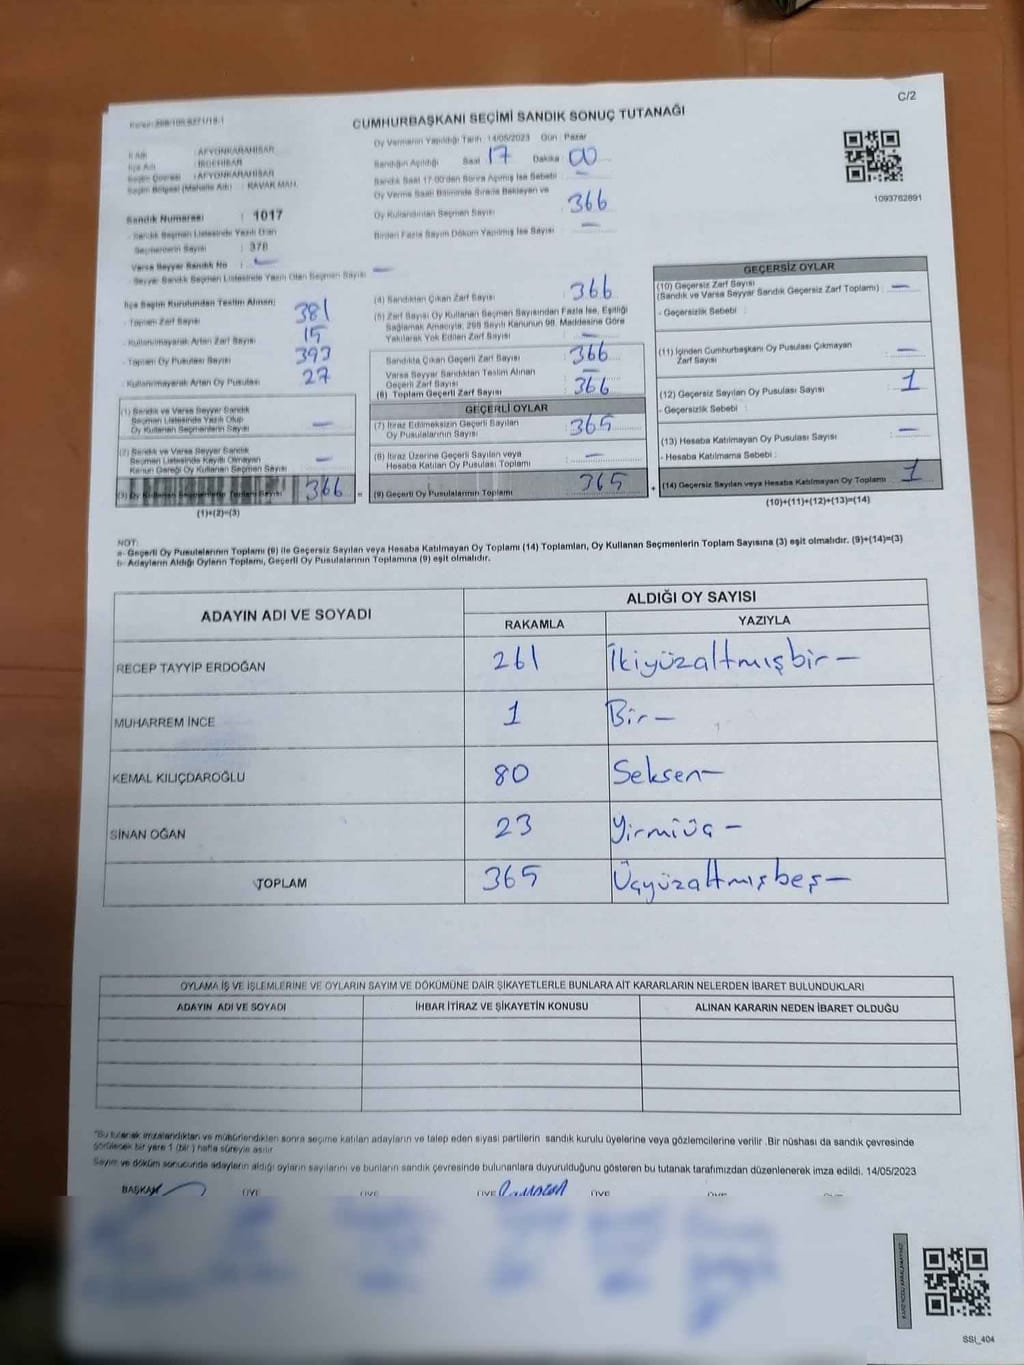 C/2
CUMHURBAŞKANI SEÇİMİ SANDIK SONUÇ TUTANAĞI
Oy Vermenin Yapıldığı Tarih 14/05/2023 Gün : Pazar
İl Adı : AFYONKARAHİSAR
Sandığın Açıldığı Saat 17 Dakika 00
: AFYONKARAHİSAR
Sandık Saat 17:00'den Sonra Açılmış İse Sebebi :
: KAVAK MAH.
Oy Verme Saati Bitiminde Sırada Bekleyen ve
Oy Kullandırılan Seçmen Sayısı 366
1093762891
Sandık Numarası : 1017
Birden Fazla Sayım Döküm Yapılmış İse Sayısı —
- Sandık Seçmen Listesinde Yazılı Olan
Seçmenlerin Sayısı : 376
Varsa Seyyar Sandık No : —
- Seyyar Sandık Seçmen Listesinde Yazılı Olan Seçmen Sayısı —
İlçe Seçim Kurulundan Teslim Alınan;
- Toplam Zarf Sayısı 381
- Kullanılmayarak Artan Zarf Sayısı 15
- Toplam Oy Pusulası Sayısı 393
- Kullanılmayarak Artan Oy Pusulası 27
(1) Sandık ve Varsa Seyyar Sandık
Seçmen Listesinde Yazılı Olup
Oy Kullanan Seçmenlerin Sayısı —
(2) Sandık ve Varsa Seyyar Sandık
Seçmen Listesinde Kayıtlı Olmayan
Kanun Gereği Oy Kullanan Seçmen Sayısı —
(3) Oy Kullanan Seçmenlerin Toplam Sayısı 366
(1)+(2)=(3)
(4) Sandıktan Çıkan Zarf Sayısı 366
(5) Zarf Sayısı Oy Kullanan Seçmen Sayısından Fazla İse, Eşitliği
Sağlamak Amacıyla, 298 Sayılı Kanunun 98. Maddesine Göre
Yakılarak Yok Edilen Zarf Sayısı —
Sandıkta Çıkan Geçerli Zarf Sayısı 366
Varsa Seyyar Sandıktan Teslim Alınan
Geçerli Zarf Sayısı —
(6) Toplam Geçerli Zarf Sayısı 366
GEÇERLİ OYLAR
(7) İtiraz Edilmeksizin Geçerli Sayılan
Oy Pusulalarının Sayısı 365
(8) İtiraz Üzerine Geçerli Sayılan veya
Hesaba Katılan Oy Pusulası Toplamı —
= (9) Geçerli Oy Pusulalarının Toplamı 365
GEÇERSİZ OYLAR
(10) Geçersiz Zarf Sayısı
(Sandık ve Varsa Seyyar Sandık Geçersiz Zarf Toplamı) —
- Geçersizlik Sebebi :
(11) İçinden Cumhurbaşkanı Oy Pusulası Çıkmayan
Zarf Sayısı —
(12) Geçersiz Sayılan Oy Pusulası Sayısı 1
- Geçersizlik Sebebi :
(13) Hesaba Katılmayan Oy Pusulası Sayısı —
- Hesaba Katılmama Sebebi :
+ (14) Geçersiz Sayılan veya Hesaba Katılmayan Oy Toplamı 1
(10)+(11)+(12)+(13)=(14)
NOT:
a- Geçerli Oy Pusulalarının Toplamı (9) ile Geçersiz Sayılan veya Hesaba Katılmayan Oy Toplamı (14) Toplamları, Oy Kullanan Seçmenlerin Toplam Sayısına (3) eşit olmalıdır. (9)+(14)=(3)
b- Adayların Aldığı Oyların Toplamı, Geçerli Oy Pusulalarının Toplamına (9) eşit olmalıdır.
ADAYIN ADI VE SOYADI
ALDIĞI OY SAYISI
RAKAMLA YAZIYLA
RECEP TAYYİP ERDOĞAN 261 İkiyüzaltmışbir —
MUHARREM İNCE 1 Bir —
KEMAL KILIÇDAROĞLU 80 Seksen —
SİNAN OĞAN 23 Yirmiüç —
TOPLAM 365 Üçyüzaltmışbeş —
OYLAMA İŞ VE İŞLEMLERİNE VE OYLARIN SAYIM VE DÖKÜMÜNE DAİR ŞİKAYETLERLE BUNLARA AİT KARARLARIN NELERDEN İBARET BULUNDUKLARI
ADAYIN ADI VE SOYADI İHBAR İTİRAZ VE ŞİKAYETİN KONUSU ALINAN KARARIN NEDEN İBARET OLDUĞU
"Bu tutanak imzalandıktan ve mühürlendikten sonra seçime katılan adayların ve talep eden siyasi partilerin sandık kurulu üyelerine veya gözlemcilerine verilir .Bir nüshası da sandık çevresinde
görülecek bir yere 1 (bir ) hafta süreyle asılır
Sayım ve döküm sonucunda adayların aldığı oyların sayılarını ve bunların sandık çevresinde bulunanlara duyurulduğunu gösteren bu tutanak tarafımızdan düzenlenerek imza edildi. 14/05/2023
BAŞKAN ÜYE ÜYE ÜYE ÜYE
SSI_404